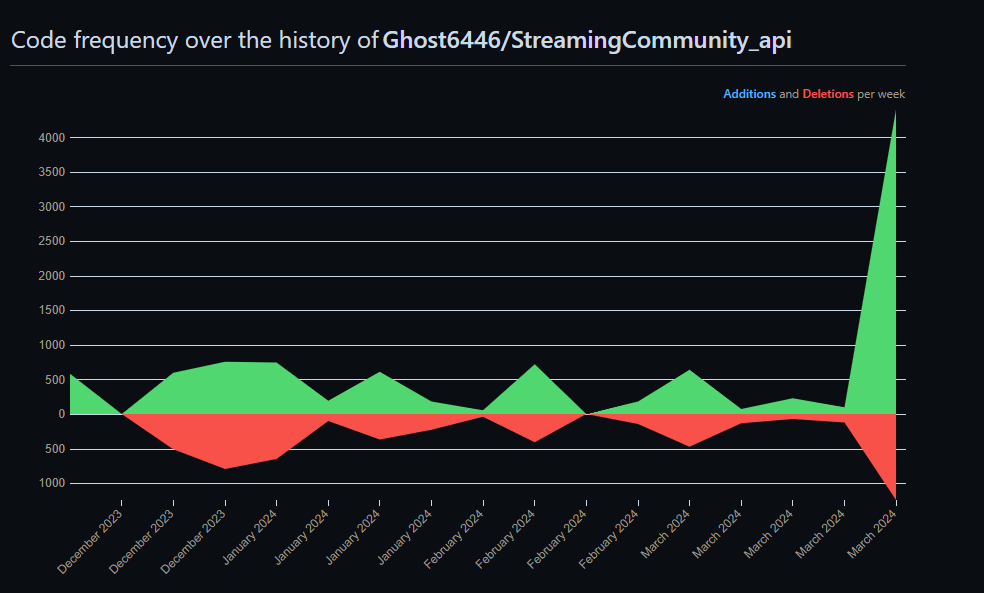 Code frequency over the history of Ghost6446/StreamingCommunity_api
Additions and Deletions per week
4000
3500
3000
2500
2000
1500
1000
500
0
500
1000
December 2023
December 2023
December 2023
January 2024
January 2024
January 2024
January 2024
February 2024
February 2024
February 2024
February 2024
March 2024
March 2024
March 2024
March 2024
March 2024